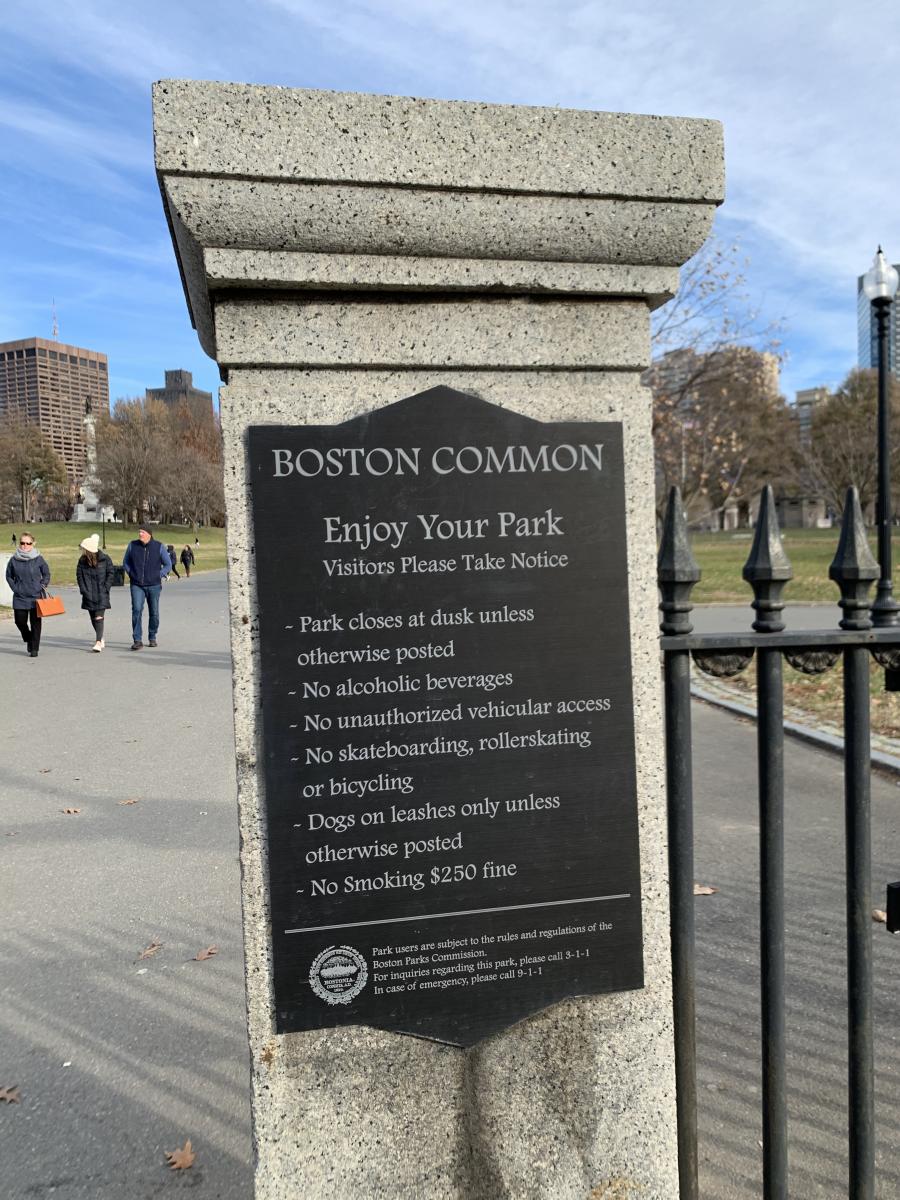 BOSTON COMMON
Enjoy Your Park
Visitors Please Take Notice
- Park closes at dusk unless
otherwise posted
- No alcoholic beverages
- No unauthorized vehicular access
- No skateboarding, rollerskating
or bicycling
- Dogs on leashes only unless
otherwise posted
- No Smoking $250 fine
Park users are subject to the rules and regulations of the
Boston Parks Commission.
For inquiries regarding this park, please call 3-1-1
In case of emergency, please call 9-1-1
BOSTONIA